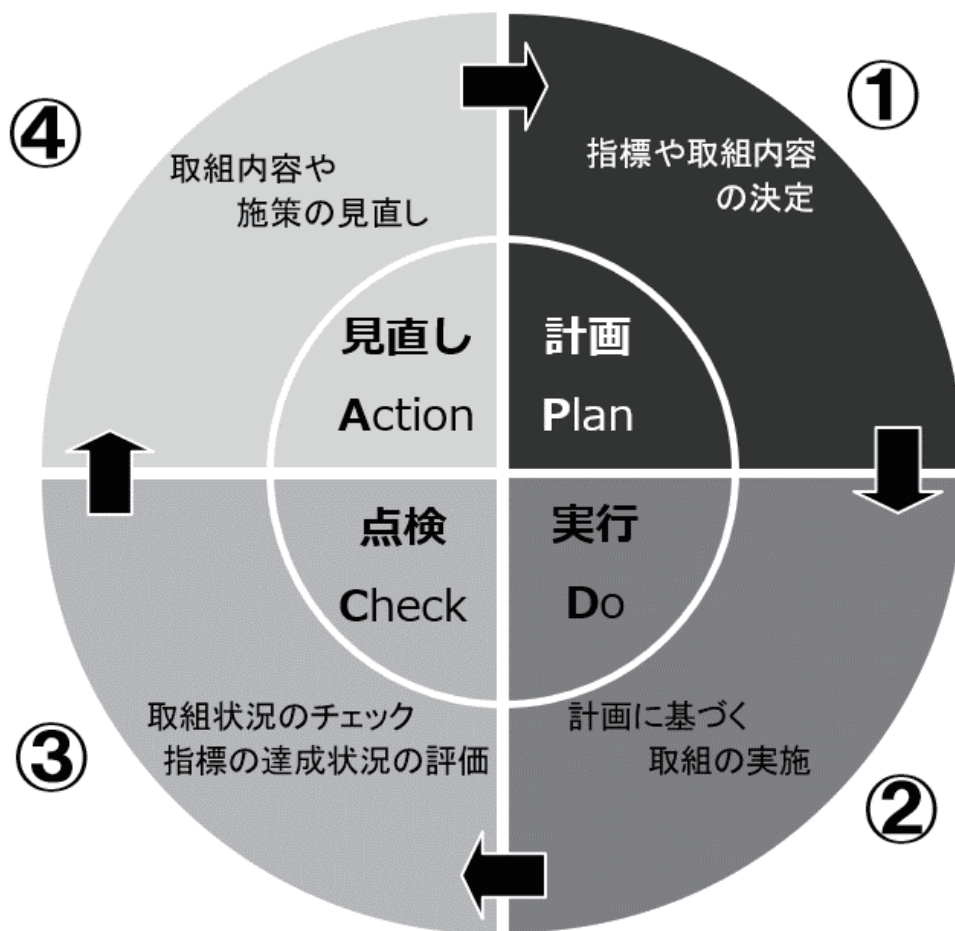 ①
指標や取組内容
の決定
計画
Plan
②
実行
Do
計画に基づく
取組の実施
③
点検
Check
取組状況のチェック
指標の達成状況の評価
④
取組内容や
施策の見直し
見直し
Action